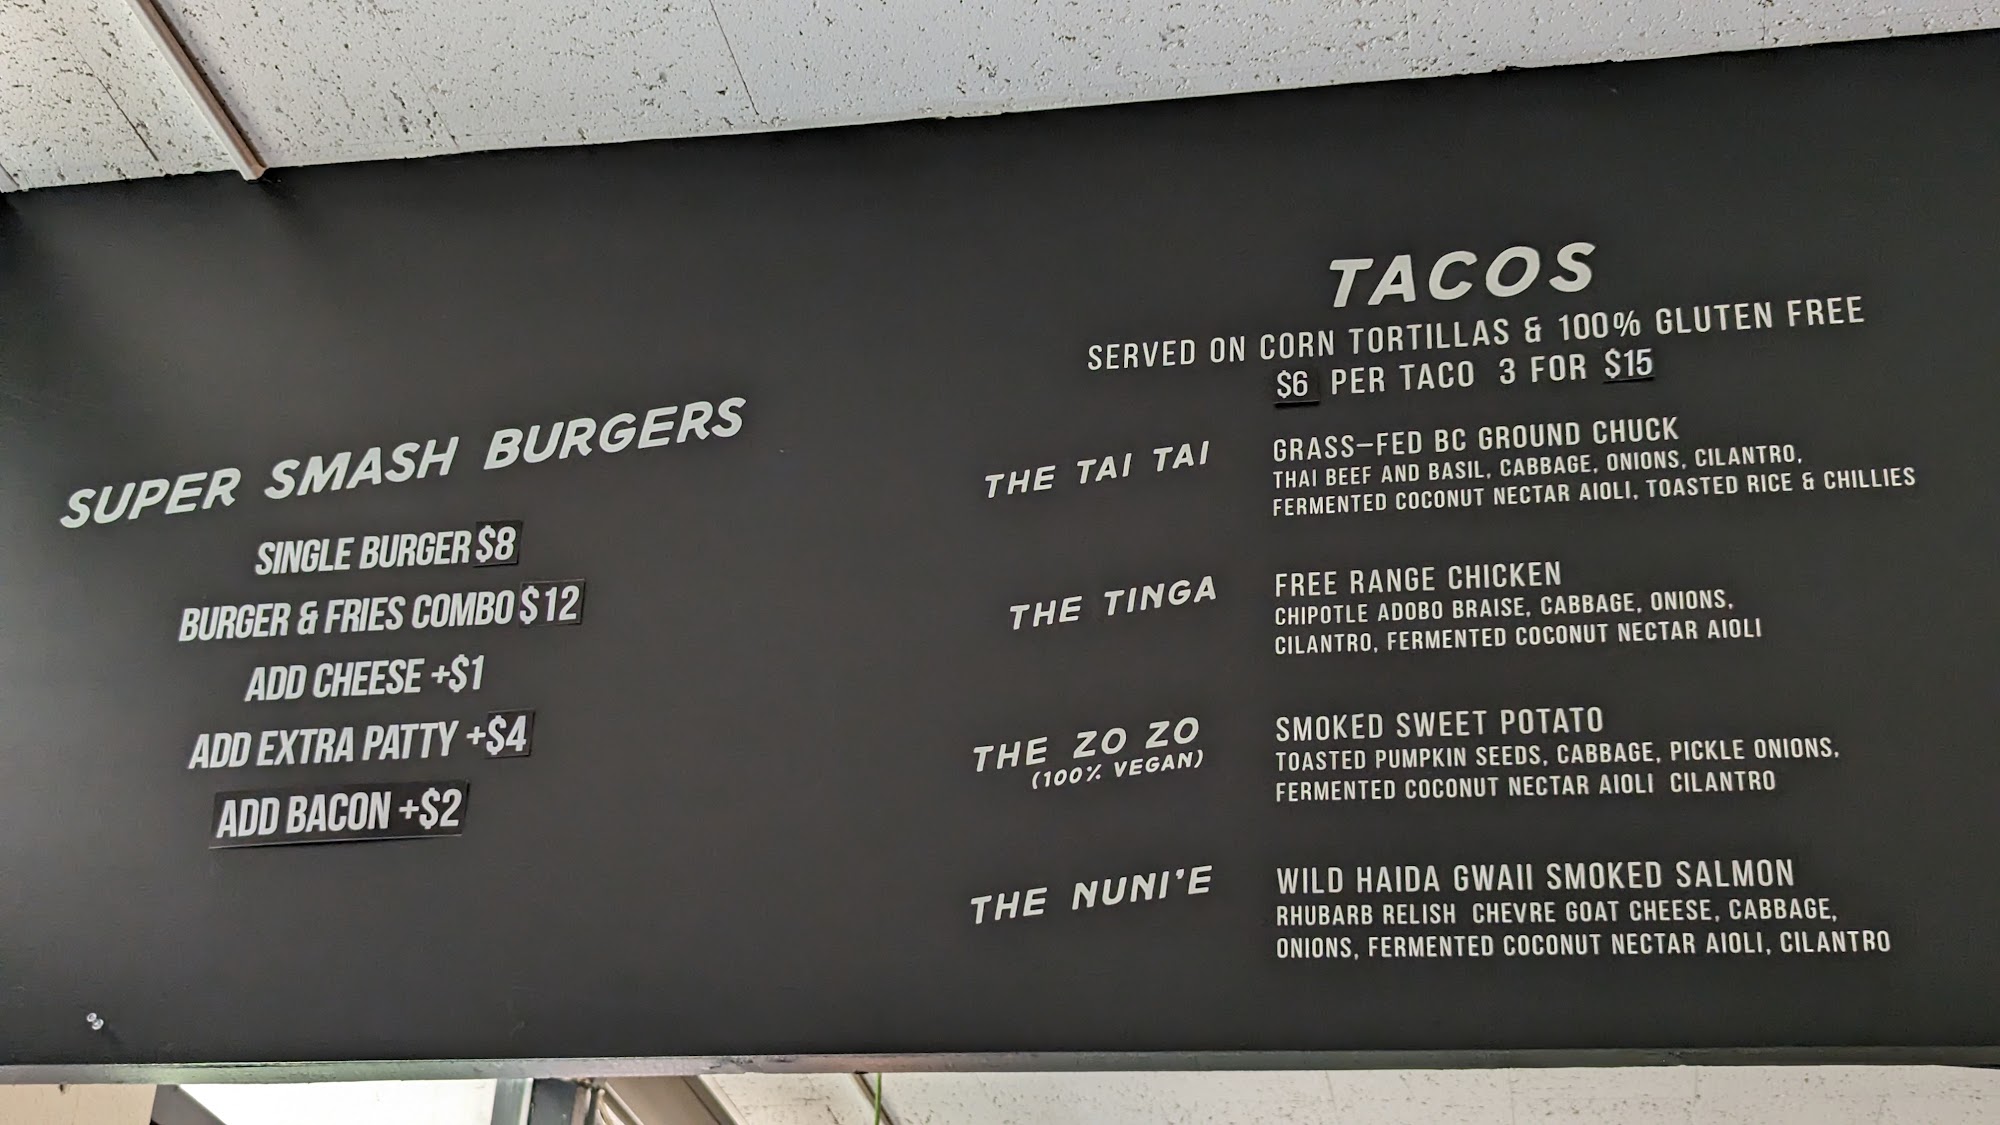 SUPER SMASH BURGERS
SINGLE BURGER $8
BURGER & FRIES COMBO $12
ADD CHEESE +$1
ADD EXTRA PATTY +$4
ADD BACON +$2
TACOS
SERVED ON CORN TORTILLAS & 100% GLUTEN FREE
$6 PER TACO 3 FOR $15
THE TAI TAI
GRASS–FED BC GROUND CHUCK
THAI BEEF AND BASIL, CABBAGE, ONIONS, CILANTRO,
FERMENTED COCONUT NECTAR AIOLI, TOASTED RICE & CHILLIES
THE TINGA
FREE RANGE CHICKEN
CHIPOTLE ADOBO BRAISE, CABBAGE, ONIONS,
CILANTRO, FERMENTED COCONUT NECTAR AIOLI
THE ZO ZO
(100% VEGAN)
SMOKED SWEET POTATO
TOASTED PUMPKIN SEEDS, CABBAGE, PICKLE ONIONS,
FERMENTED COCONUT NECTAR AIOLI CILANTRO
THE NUNI'E
WILD HAIDA GWAII SMOKED SALMON
RHUBARB RELISH CHEVRE GOAT CHEESE, CABBAGE,
ONIONS, FERMENTED COCONUT NECTAR AIOLI, CILANTRO